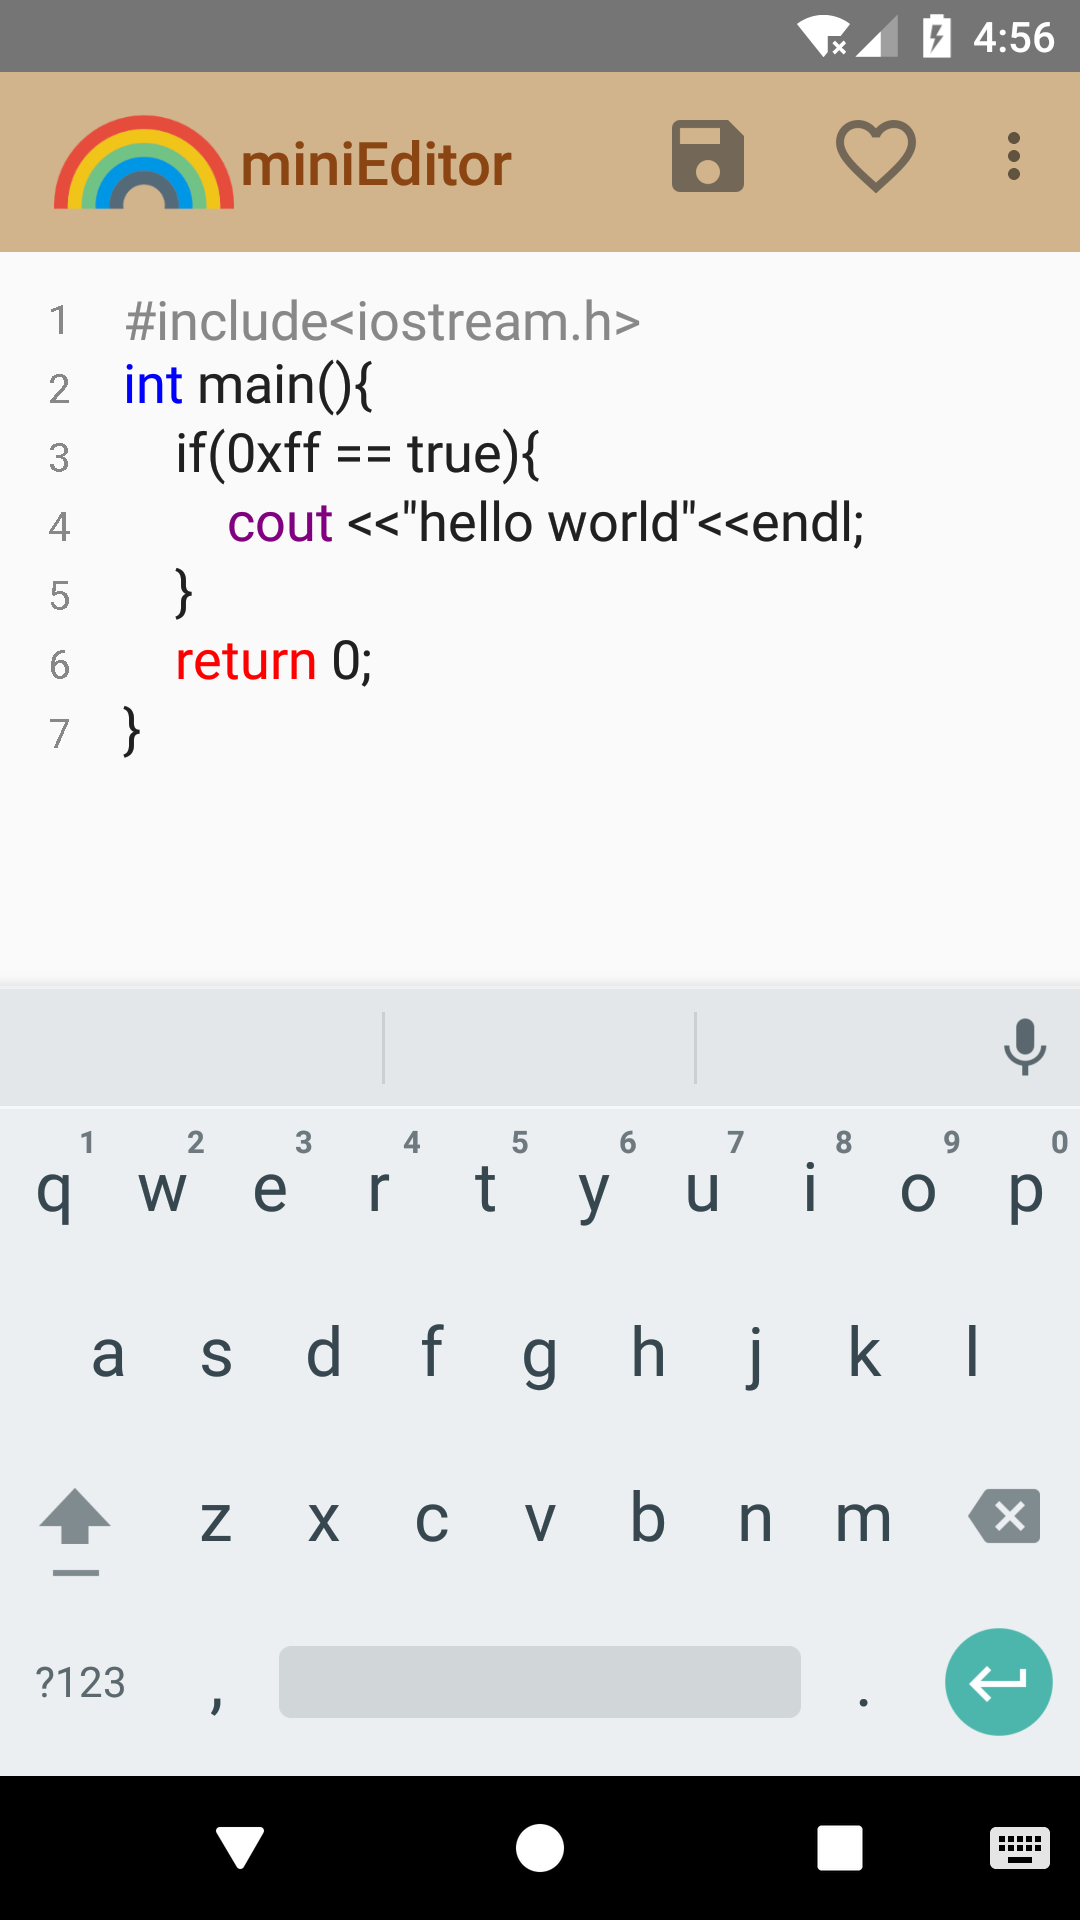 4:56
miniEditor
1 #include<iostream.h>
2 int main(){
3     if(0xff == true){
4         cout <<"hello world"<<endl;
5     }
6     return 0;
7 }
1 2 3 4 5 6 7 8 9 0
q w e r t y u i o p
a s d f g h j k l
z x c v b n m
?123 , .